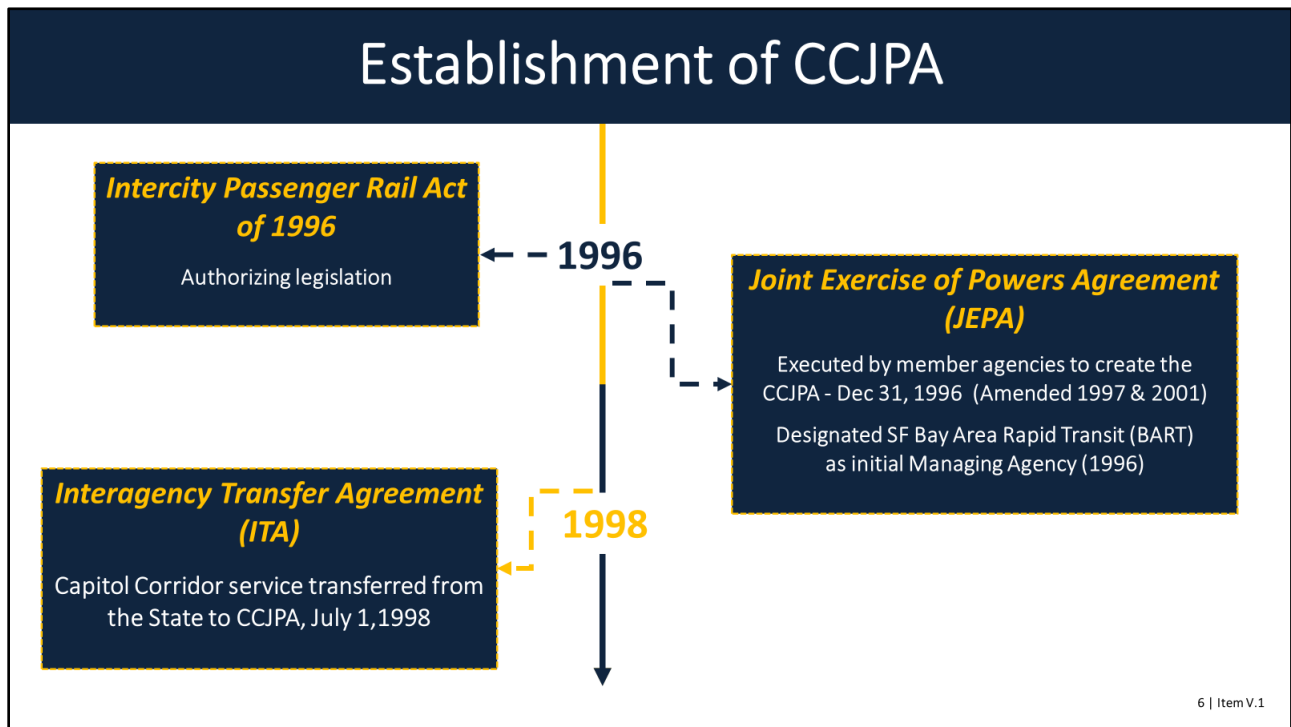 Establishment of CCJPA
Intercity Passenger Rail Act
of 1996
Authorizing legislation
1996
Joint Exercise of Powers Agreement
(JEPA)
Executed by member agencies to create the
CCJPA - Dec 31, 1996 (Amended 1997 & 2001)
Designated SF Bay Area Rapid Transit (BART)
as initial Managing Agency (1996)
Interagency Transfer Agreement
(ITA)
Capitol Corridor service transferred from
the State to CCJPA, July 1,1998
1998
6 | Item V.1